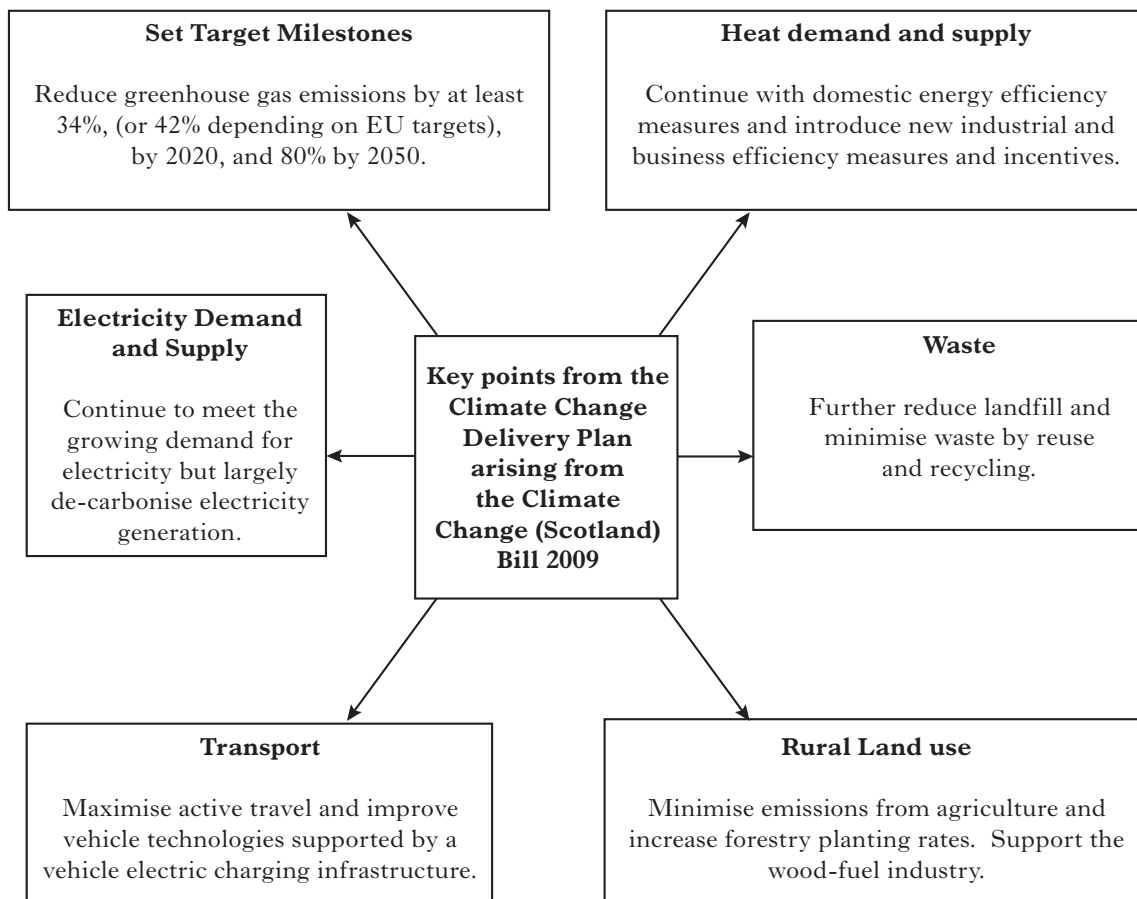 Set Target Milestones
Reduce greenhouse gas emissions by at least
34%, (or 42% depending on EU targets),
by 2020, and 80% by 2050.
Heat demand and supply
Continue with domestic energy efficiency
measures and introduce new industrial and
business efficiency measures and incentives.
Electricity Demand
and Supply
Continue to meet the
growing demand for
electricity but largely
de-carbonise electricity
generation.
Key points from the
Climate Change
Delivery Plan
arising from
the Climate
Change (Scotland)
Bill 2009
Waste
Further reduce landfill and
minimise waste by reuse
and recycling.
Transport
Maximise active travel and improve
vehicle technologies supported by a
vehicle electric charging infrastructure.
Rural Land use
Minimise emissions from agriculture and
increase forestry planting rates. Support the
wood-fuel industry.